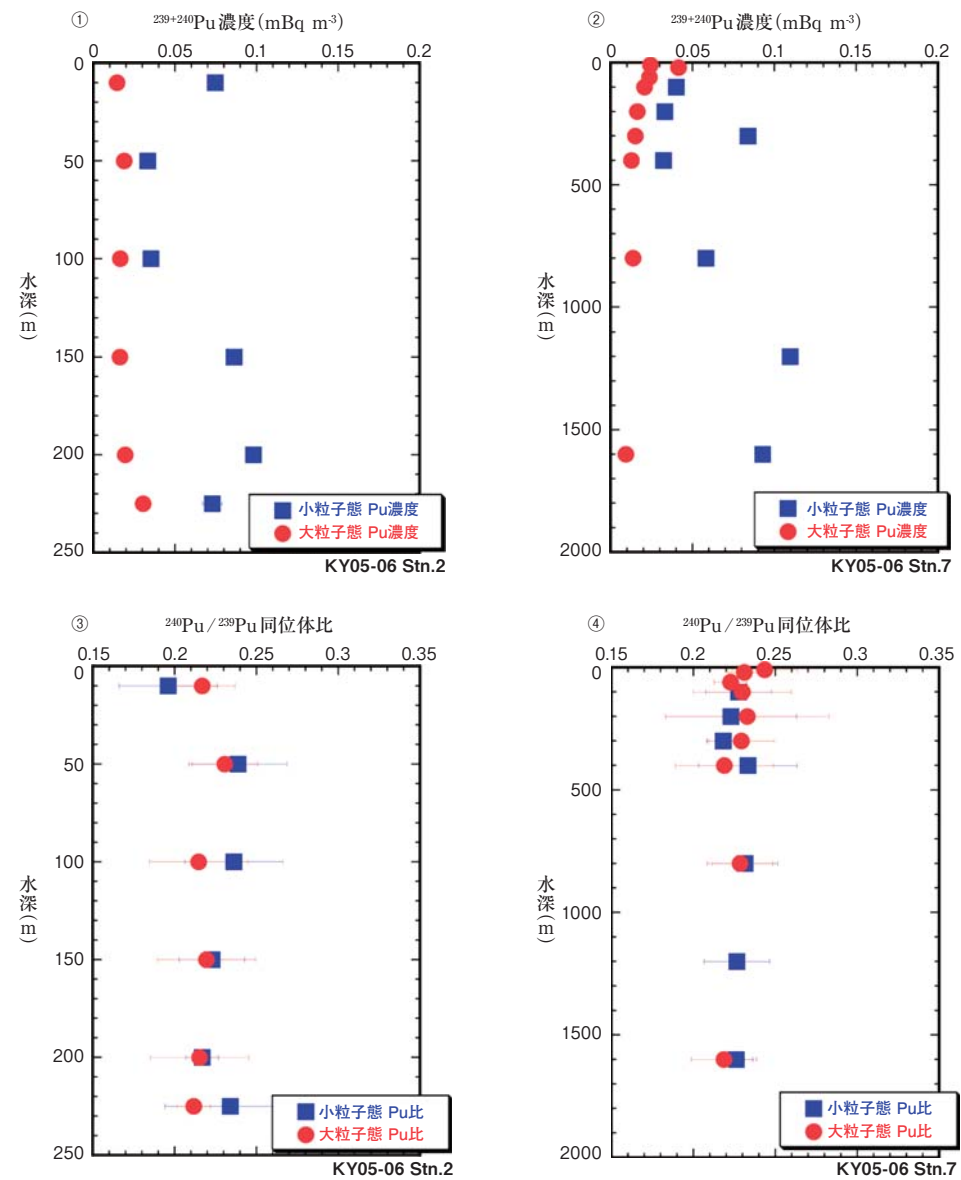 ①
²³⁹⁺²⁴⁰Pu濃度(mBq m⁻³)
0 0.05 0.1 0.15 0.2
0
50
100
150
200
250
水深(m)
小粒子態 Pu濃度
大粒子態 Pu濃度
KY05-06 Stn.2
②
²³⁹⁺²⁴⁰Pu濃度(mBq m⁻³)
0 0.05 0.1 0.15 0.2
0
500
1000
1500
2000
水深(m)
小粒子態 Pu濃度
大粒子態 Pu濃度
KY05-06 Stn.7
③
²⁴⁰Pu/²³⁹Pu同位体比
0.15 0.2 0.25 0.3 0.35
0
50
100
150
200
250
水深(m)
小粒子態 Pu比
大粒子態 Pu比
KY05-06 Stn.2
④
²⁴⁰Pu/²³⁹Pu同位体比
0.15 0.2 0.25 0.3 0.35
0
500
1000
1500
2000
水深(m)
小粒子態 Pu比
大粒子態 Pu比
KY05-06 Stn.7